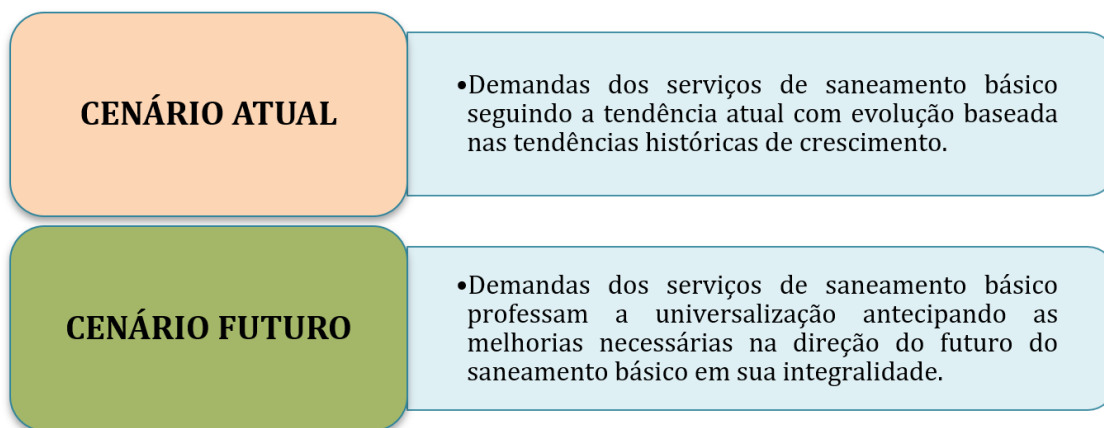 CENÁRIO ATUAL
•Demandas dos serviços de saneamento básico
seguindo a tendência atual com evolução baseada
nas tendências históricas de crescimento.
CENÁRIO FUTURO
•Demandas dos serviços de saneamento básico
professam a universalização antecipando as
melhorias necessárias na direção do futuro do
saneamento básico em sua integralidade.